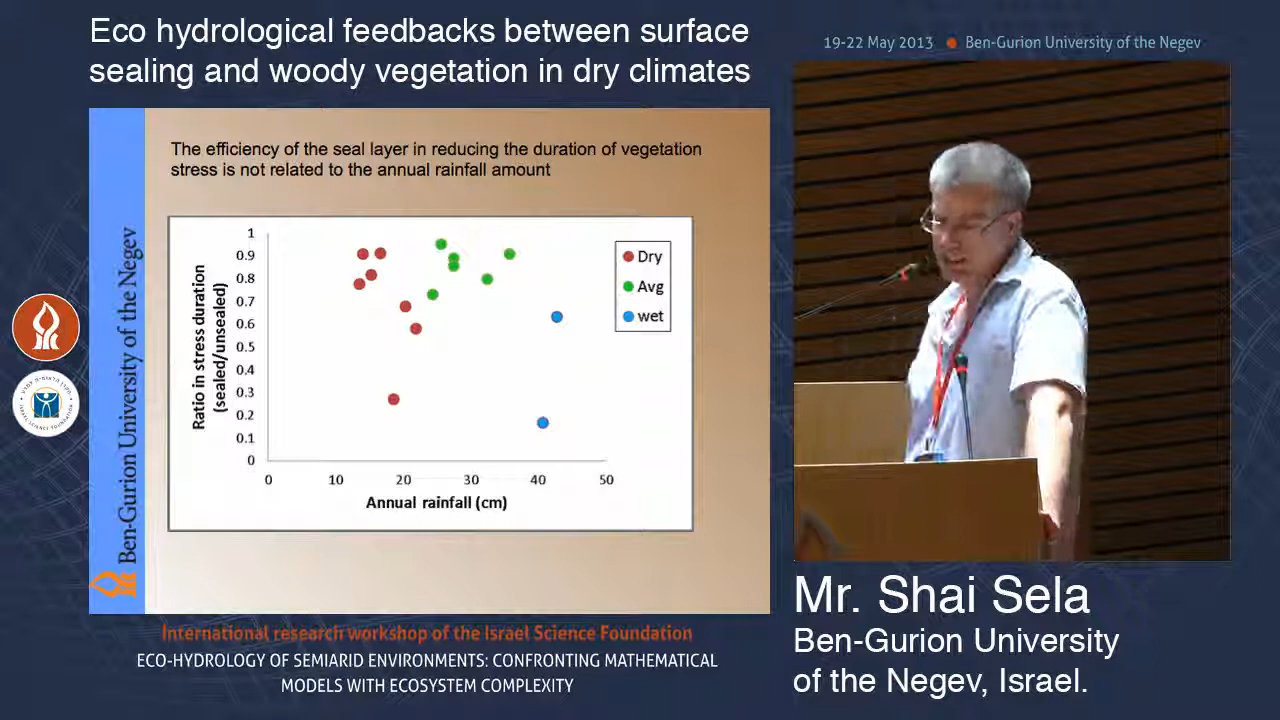 Eco hydrological feedbacks between surface
sealing and woody vegetation in dry climates
19-22 May 2013 ● Ben-Gurion University of the Negev
The efficiency of the seal layer in reducing the duration of vegetation
stress is not related to the annual rainfall amount
Ben-Gurion University of the Negev
Ratio in stress duration
(sealed/unsealed)
1
0.9
0.8
0.7
0.6
0.5
0.4
0.3
0.2
0.1
0
0 10 20 30 40 50
Annual rainfall (cm)
Dry
Avg
wet
International research workshop of the Israel Science Foundation
ECO-HYDROLOGY OF SEMIARID ENVIRONMENTS: CONFRONTING MATHEMATICAL
MODELS WITH ECOSYSTEM COMPLEXITY
Mr. Shai Sela
Ben-Gurion University
of the Negev, Israel.